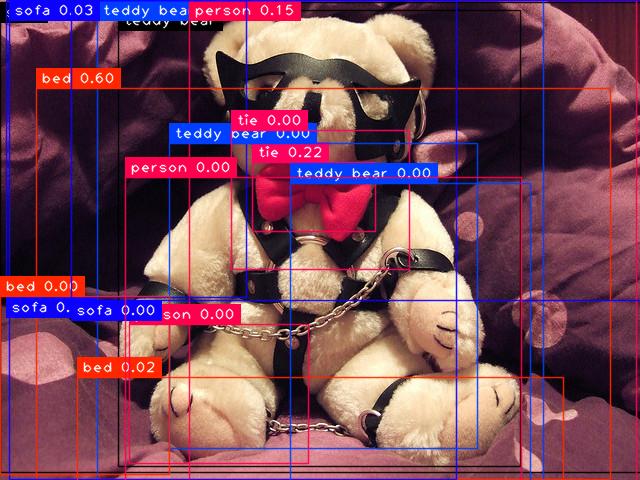 sofa 0.03
teddy bea
person 0.15
teddy bear
bed 0.60
tie 0.00
teddy bear 0.00
tie 0.22
person 0.00
teddy bear 0.00
bed 0.00
sofa 0.
sofa 0.00
son 0.00
bed 0.02